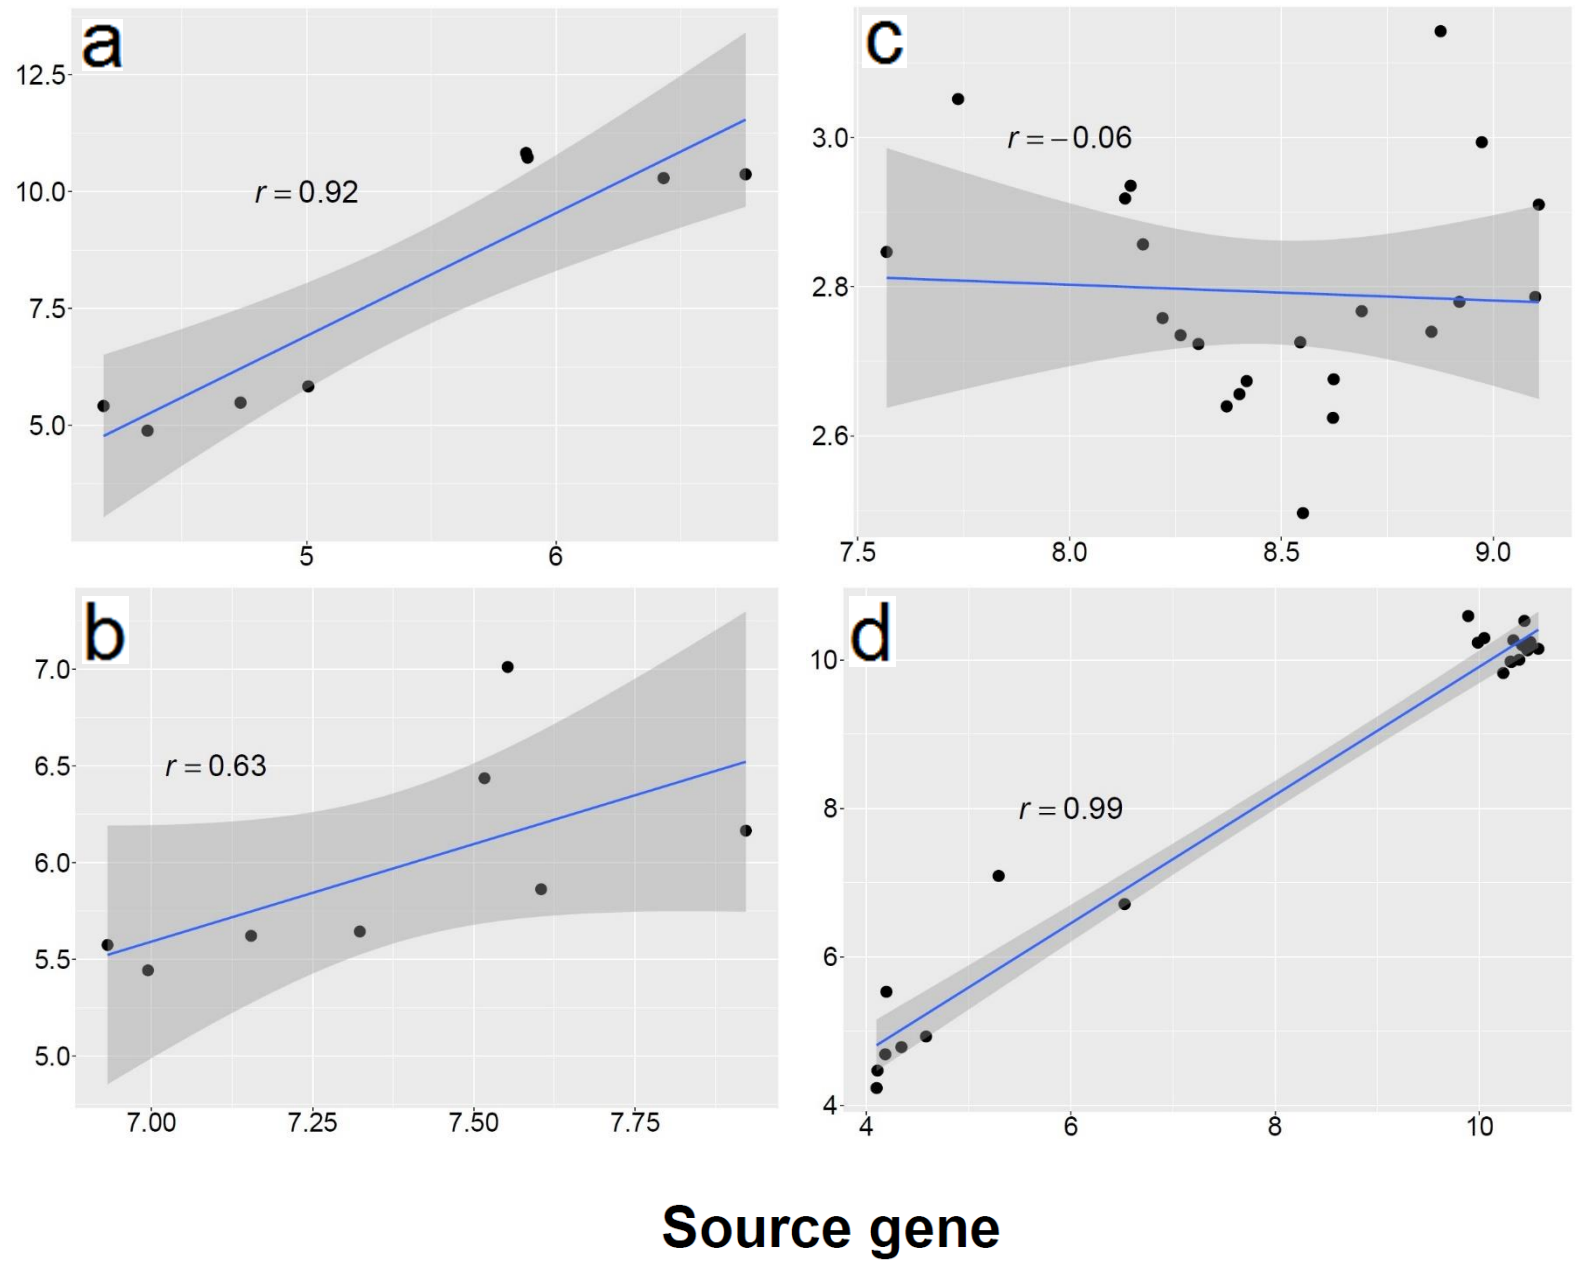 a
12.5
10.0
7.5
5.0
r = 0.92
5 6
c
3.0
2.8
2.6
r = −0.06
7.5 8.0 8.5 9.0
b
7.0
6.5
6.0
5.5
5.0
r = 0.63
7.00 7.25 7.50 7.75
d
10
8
6
4
r = 0.99
4 6 8 10
Source gene